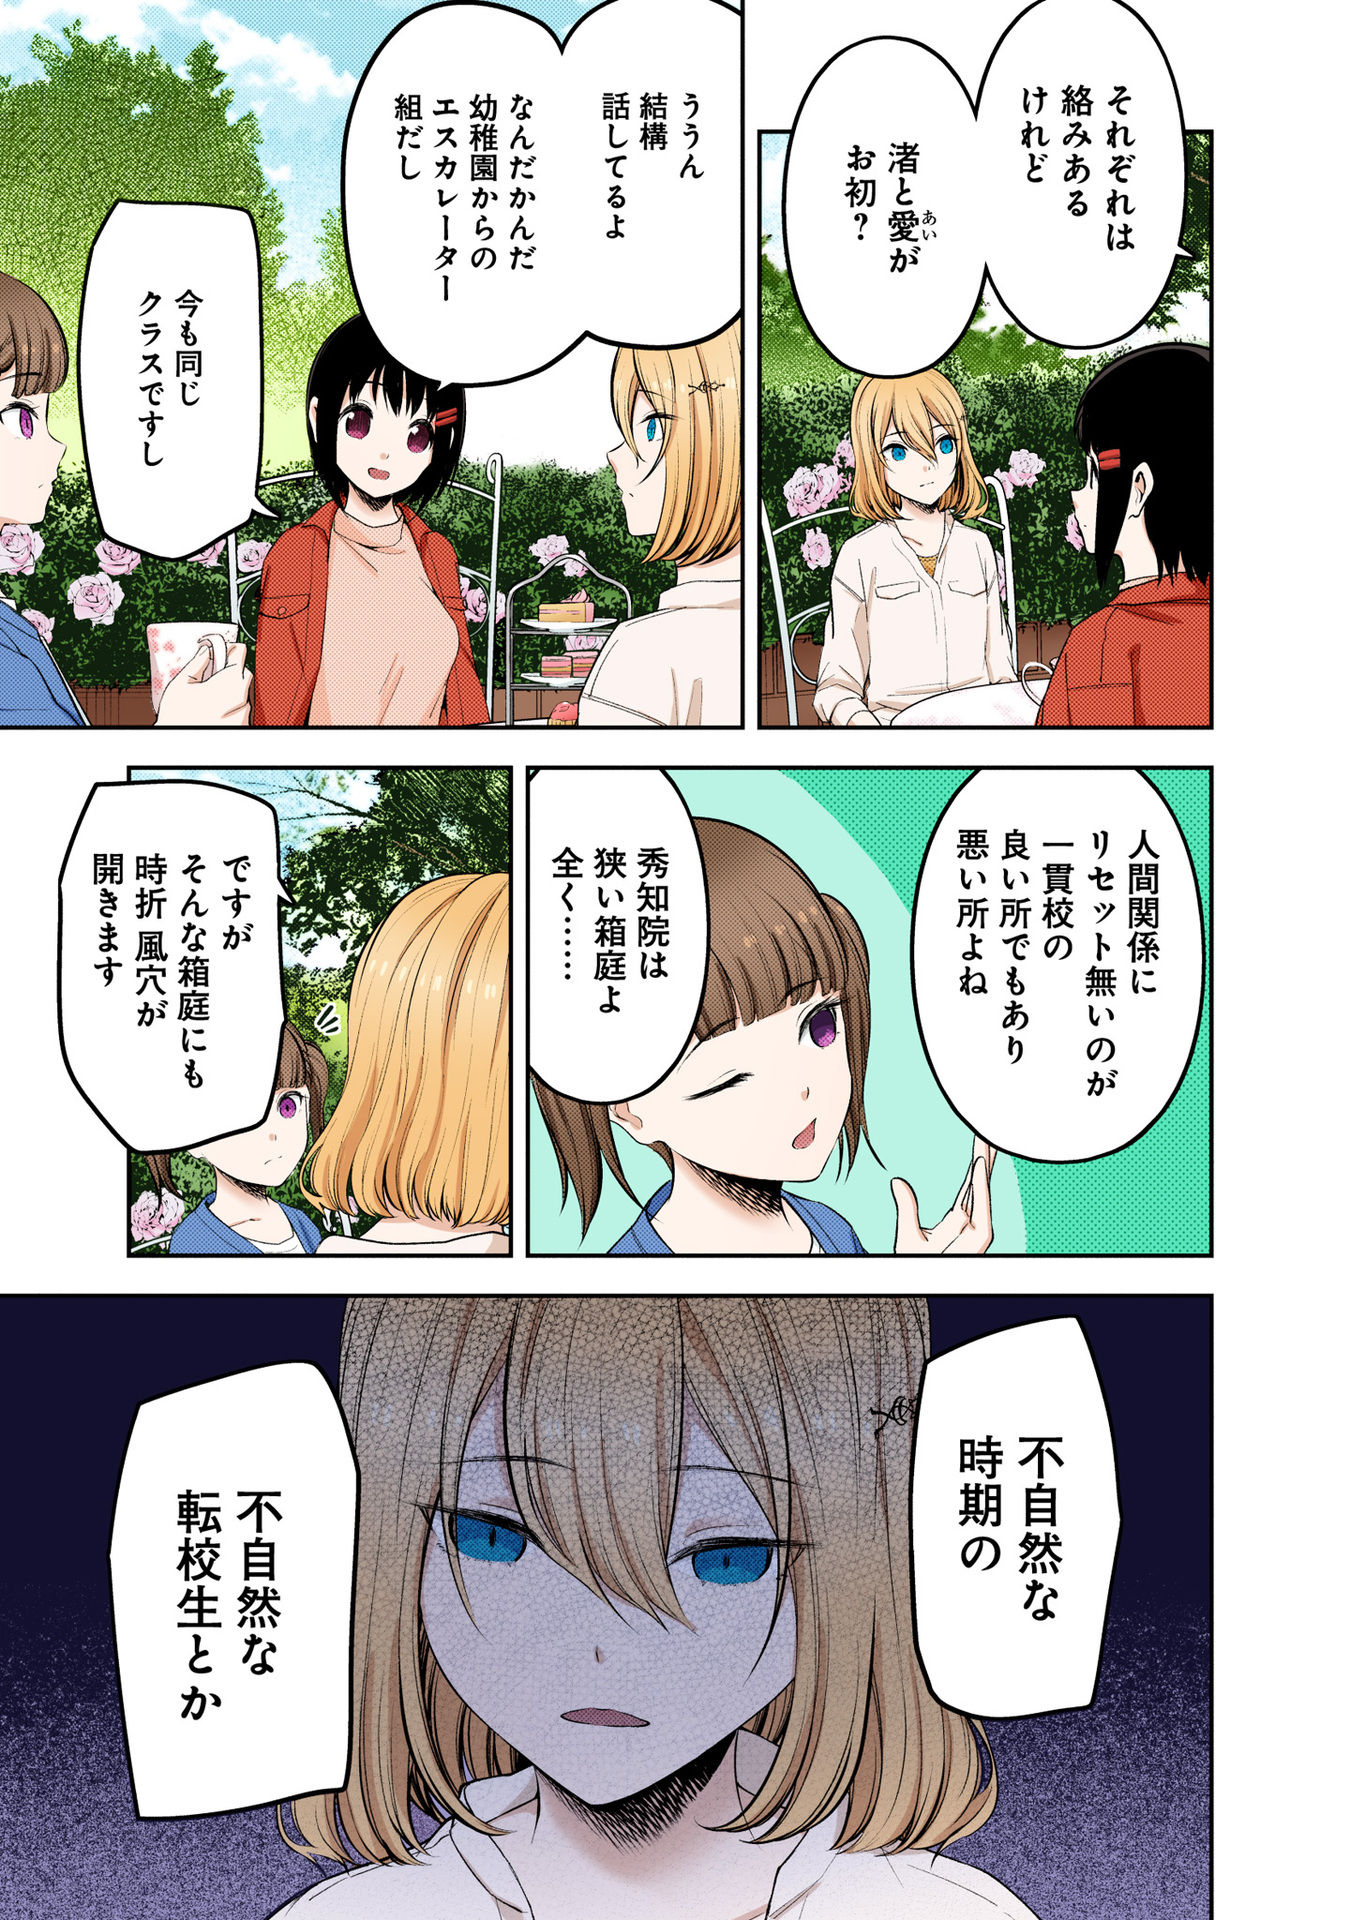 それぞれは
絡みある
けれど
渚と愛が
あい
お初？
ううん
結構
話してるよ
なんだかんだ
幼稚園からの
エスカレーター
組だし
今も同じ
クラスですし
人間関係に
リセット無いのが
一貫校の
良い所でもあり
悪い所よね
秀知院は
狭い箱庭よ
全く……
ですが
そんな箱庭にも
時折 風穴が
開きます
不自然な
時期の
不自然な
転校生とか